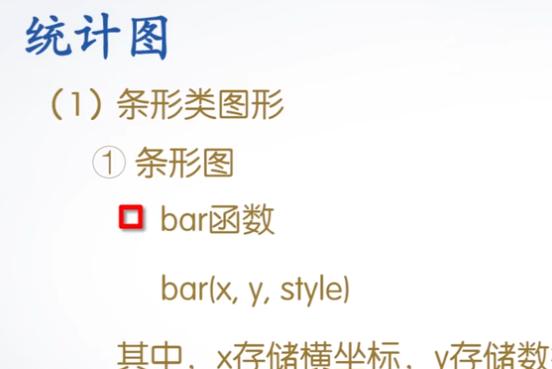 统计图
（1）条形类图形
① 条形图
bar函数
bar(x, y, style)
其中，x存储横坐标，y存储数